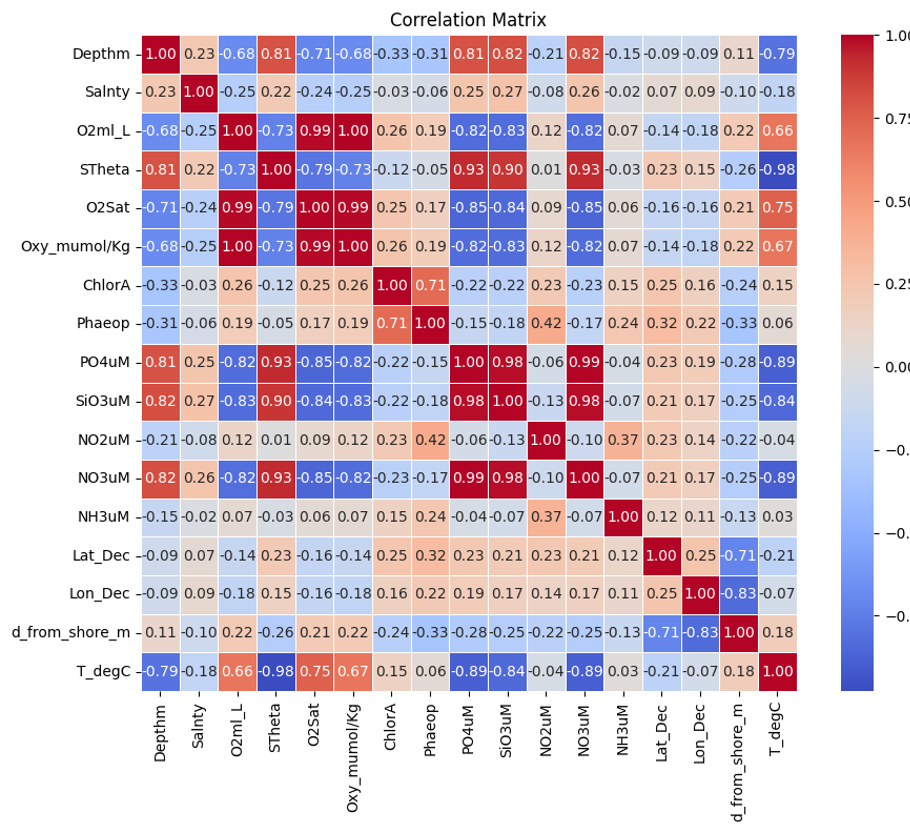 Correlation Matrix
Depthm 1.00 0.23 -0.68 0.81 -0.71 -0.68 -0.33 -0.31 0.81 0.82 -0.21 0.82 -0.15 -0.09 -0.09 0.11 -0.79
Salnty 0.23 1.00 -0.25 0.22 -0.24 -0.25 -0.03 -0.06 0.25 0.27 -0.08 0.26 -0.02 0.07 0.09 -0.10 -0.18
O2ml_L -0.68 -0.25 1.00 -0.73 0.99 1.00 0.26 0.19 -0.82 -0.83 0.12 -0.82 0.07 -0.14 -0.18 0.22 0.66
STheta 0.81 0.22 -0.73 1.00 -0.79 -0.73 -0.12 -0.05 0.93 0.90 0.01 0.93 -0.03 0.23 0.15 -0.26 -0.98
O2Sat -0.71 -0.24 0.99 -0.79 1.00 0.99 0.25 0.17 -0.85 -0.84 0.09 -0.85 0.06 -0.16 -0.16 0.21 0.75
Oxy_mumol/Kg -0.68 -0.25 1.00 -0.73 0.99 1.00 0.26 0.19 -0.82 -0.83 0.12 -0.82 0.07 -0.14 -0.18 0.22 0.67
ChlorA -0.33 -0.03 0.26 -0.12 0.25 0.26 1.00 0.71 -0.22 -0.22 0.23 -0.23 0.15 0.25 0.16 -0.24 0.15
Phaeop -0.31 -0.06 0.19 -0.05 0.17 0.19 0.71 1.00 -0.15 -0.18 0.42 -0.17 0.24 0.32 0.22 -0.33 0.06
PO4uM 0.81 0.25 -0.82 0.93 -0.85 -0.82 -0.22 -0.15 1.00 0.98 -0.06 0.99 -0.04 0.23 0.19 -0.28 -0.89
SiO3uM 0.82 0.27 -0.83 0.90 -0.84 -0.83 -0.22 -0.18 0.98 1.00 -0.13 0.98 -0.07 0.21 0.17 -0.25 -0.84
NO2uM -0.21 -0.08 0.12 0.01 0.09 0.12 0.23 0.42 -0.06 -0.13 1.00 -0.10 0.37 0.23 0.14 -0.22 -0.04
NO3uM 0.82 0.26 -0.82 0.93 -0.85 -0.82 -0.23 -0.17 0.99 0.98 -0.10 1.00 -0.07 0.21 0.17 -0.25 -0.89
NH3uM -0.15 -0.02 0.07 -0.03 0.06 0.07 0.15 0.24 -0.04 -0.07 0.37 -0.07 1.00 0.12 0.11 -0.13 0.03
Lat_Dec -0.09 0.07 -0.14 0.23 -0.16 -0.14 0.25 0.32 0.23 0.21 0.23 0.21 0.12 1.00 0.25 -0.71 -0.21
Lon_Dec -0.09 0.09 -0.18 0.15 -0.16 -0.18 0.16 0.22 0.19 0.17 0.14 0.17 0.11 0.25 1.00 -0.83 -0.07
d_from_shore_m 0.11 -0.10 0.22 -0.26 0.21 0.22 -0.24 -0.33 -0.28 -0.25 -0.22 -0.25 -0.13 -0.71 -0.83 1.00 0.18
T_degC -0.79 -0.18 0.66 -0.98 0.75 0.67 0.15 0.06 -0.89 -0.84 -0.04 -0.89 0.03 -0.21 -0.07 0.18 1.00
Depthm Salnty O2ml_L STheta O2Sat Oxy_mumol/Kg ChlorA Phaeop PO4uM SiO3uM NO2uM NO3uM NH3uM Lat_Dec Lon_Dec d_from_shore_m T_degC
1.00
0.75
0.50
0.25
0.00
−0.
−0.
−0.